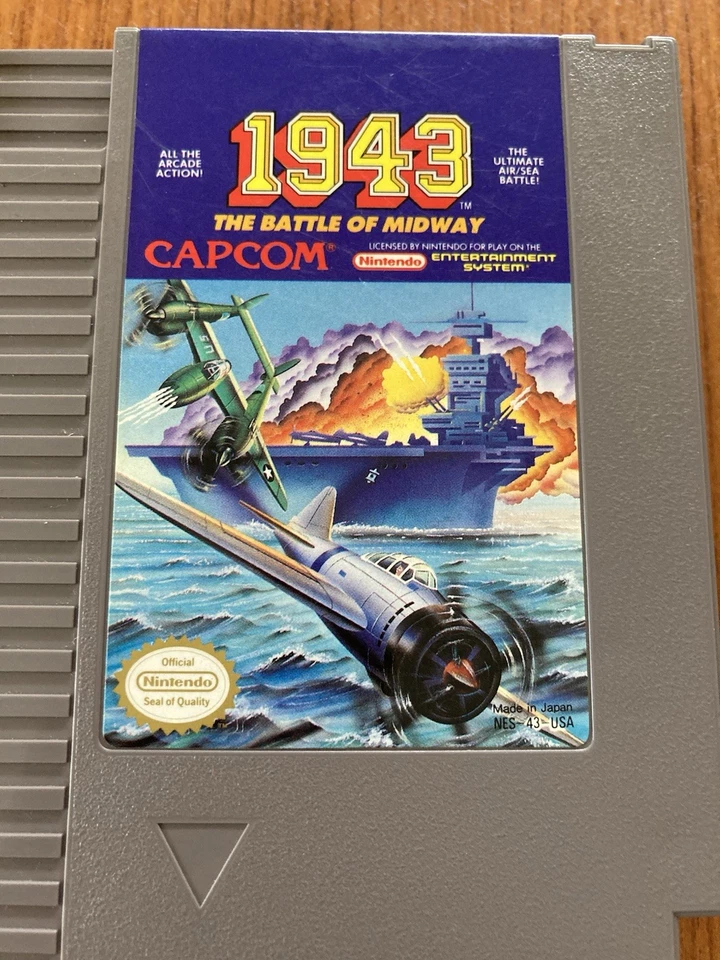 1943™
ALL THE
ARCADE
ACTION!
THE
ULTIMATE
AIR/SEA
BATTLE!
THE BATTLE OF MIDWAY
CAPCOM®
LICENSED BY NINTENDO FOR PLAY ON THE
Nintendo ENTERTAINMENT
SYSTEM®
Official
Nintendo
Seal of Quality
Made in Japan
NES-43-USA